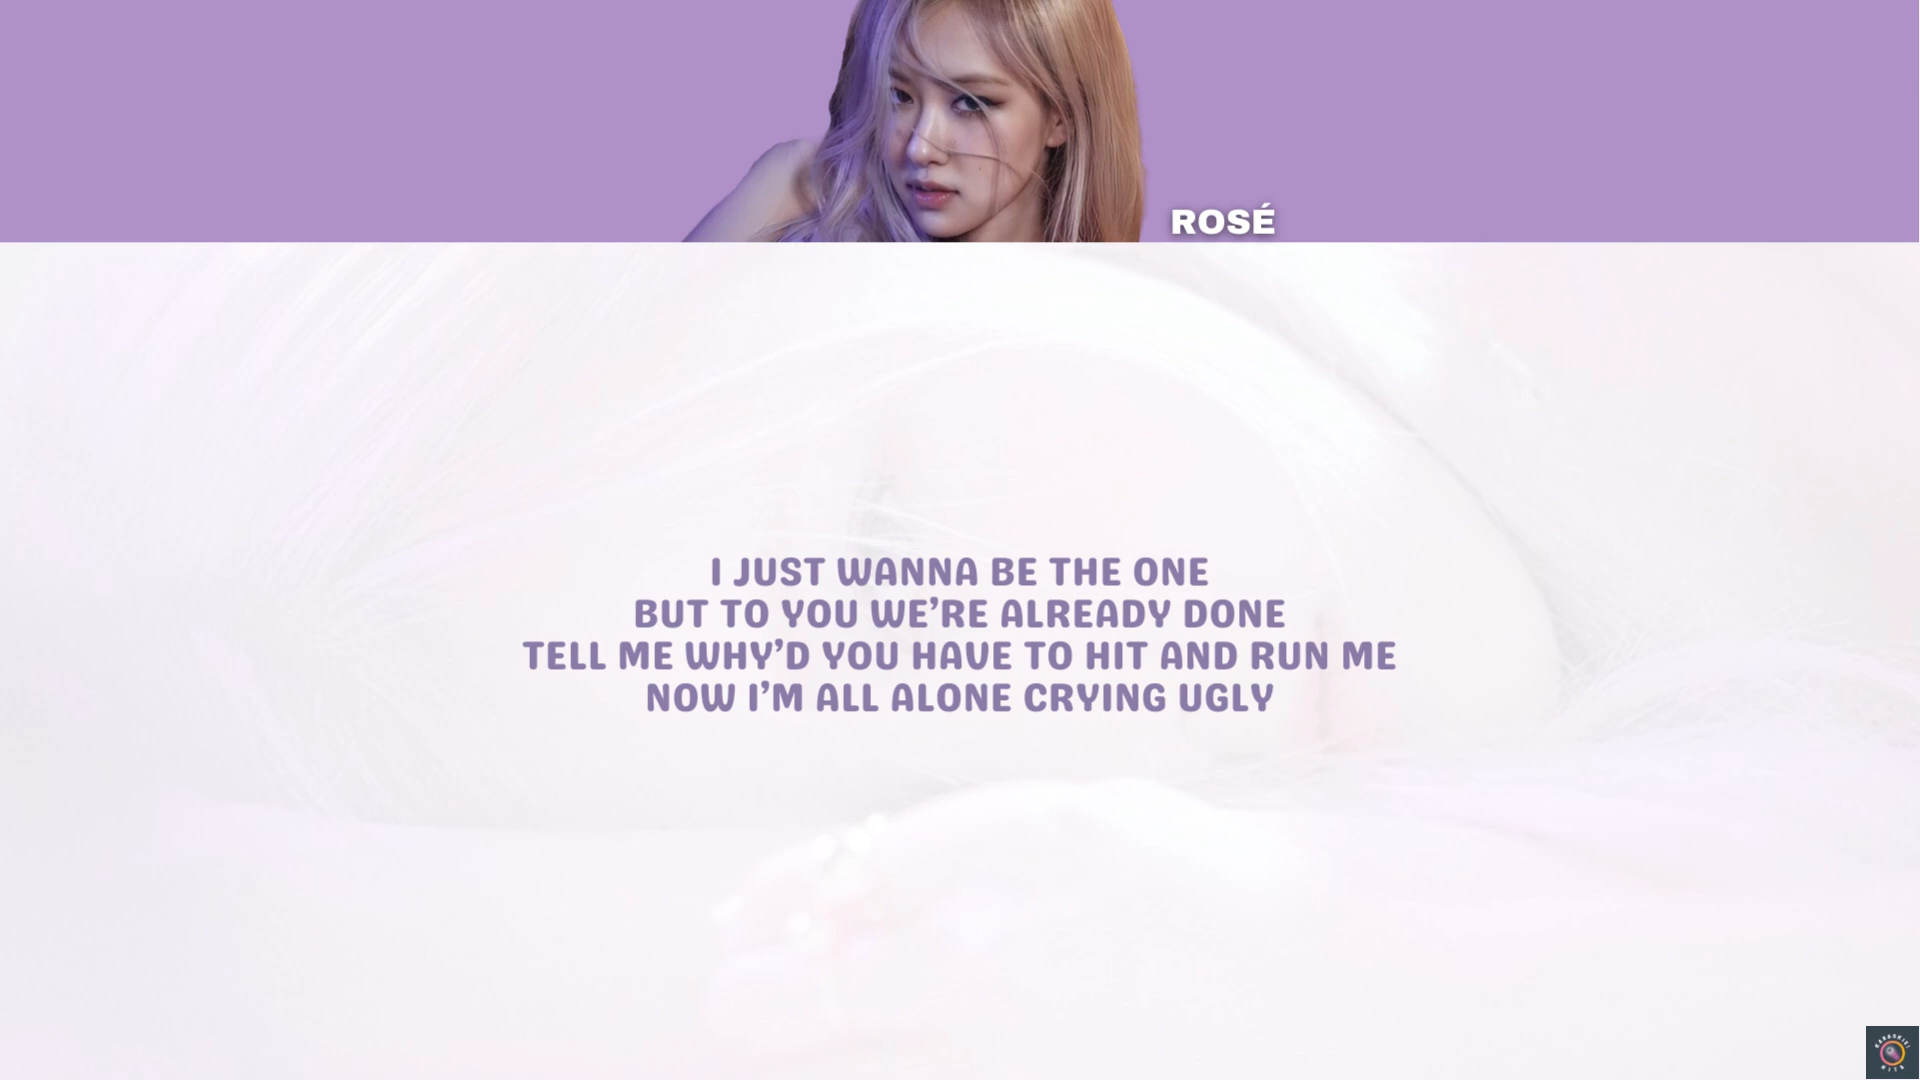 ROSÉ
I JUST WANNA BE THE ONE
BUT TO YOU WE’RE ALREADY DONE
TELL ME WHY’D YOU HAVE TO HIT AND RUN ME
NOW I’M ALL ALONE CRYING UGLY